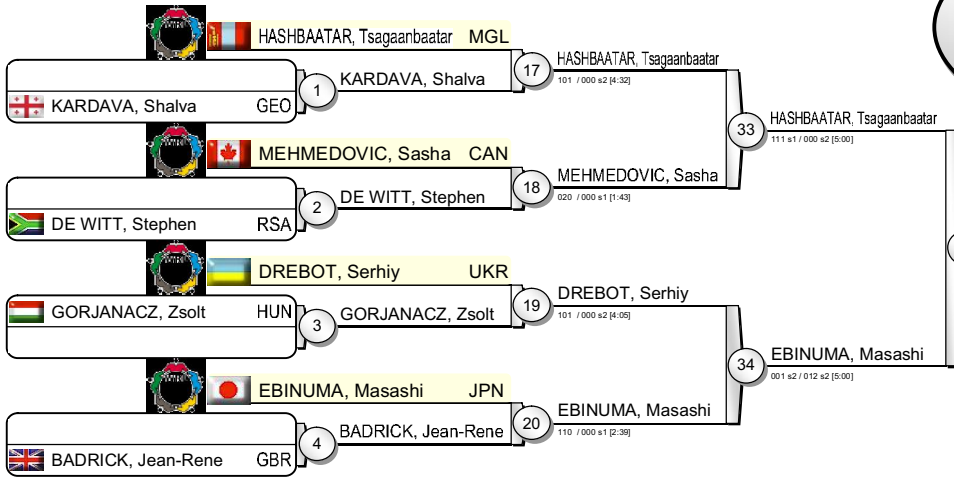 HASHBAATAR, Tsagaanbaatar MGL
KARDAVA, Shalva GEO
1
KARDAVA, Shalva
17
HASHBAATAR, Tsagaanbaatar
101 / 000 s2 [4:32]
MEHMEDOVIC, Sasha CAN
DE WITT, Stephen RSA
2
DE WITT, Stephen
18
MEHMEDOVIC, Sasha
020 / 000 s1 [1:43]
33
HASHBAATAR, Tsagaanbaatar
111 s1 / 000 s2 [5:00]
DREBOT, Serhiy UKR
GORJANACZ, Zsolt HUN
3
GORJANACZ, Zsolt
19
DREBOT, Serhiy
101 / 000 s2 [4:05]
EBINUMA, Masashi JPN
BADRICK, Jean-Rene GBR
4
BADRICK, Jean-Rene
20
EBINUMA, Masashi
110 / 000 s1 [2:39]
34
EBINUMA, Masashi
001 s2 / 012 s2 [5:00]